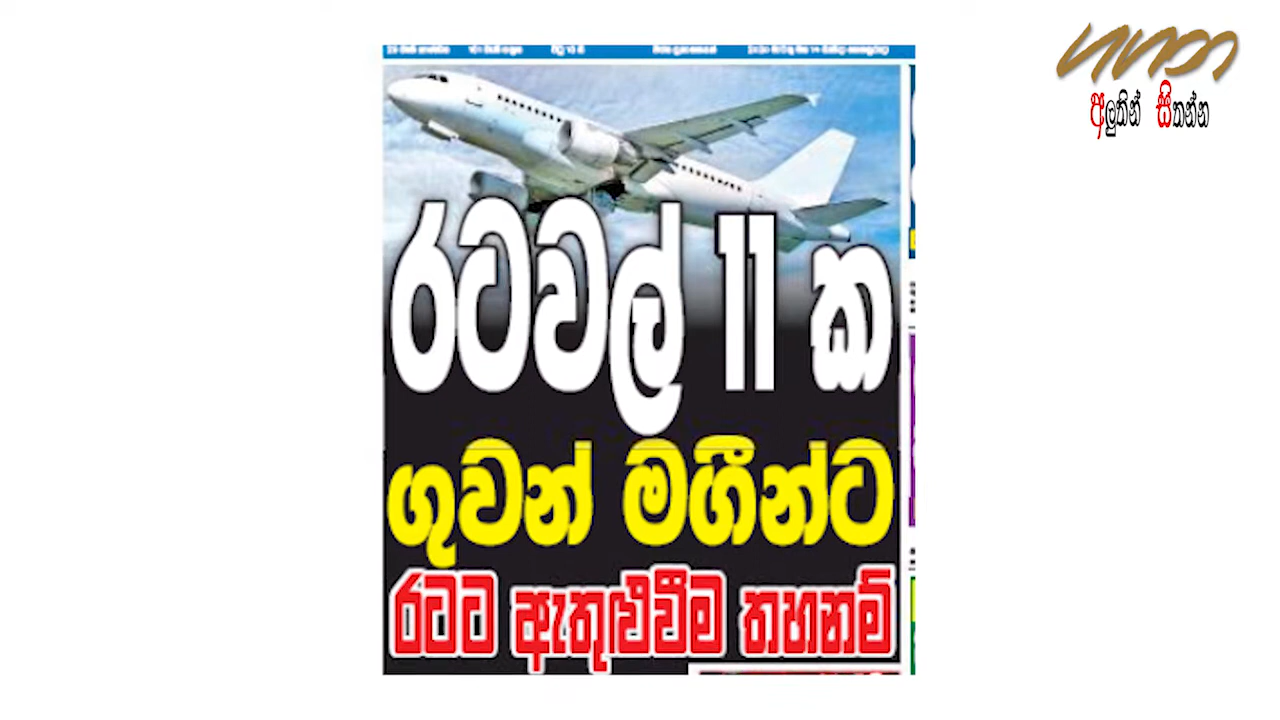 අලුතින් සිතන්න
රටවල් 11 ක
ගුවන් මගීන්ට
රටට ඇතුළුවීම තහනම්